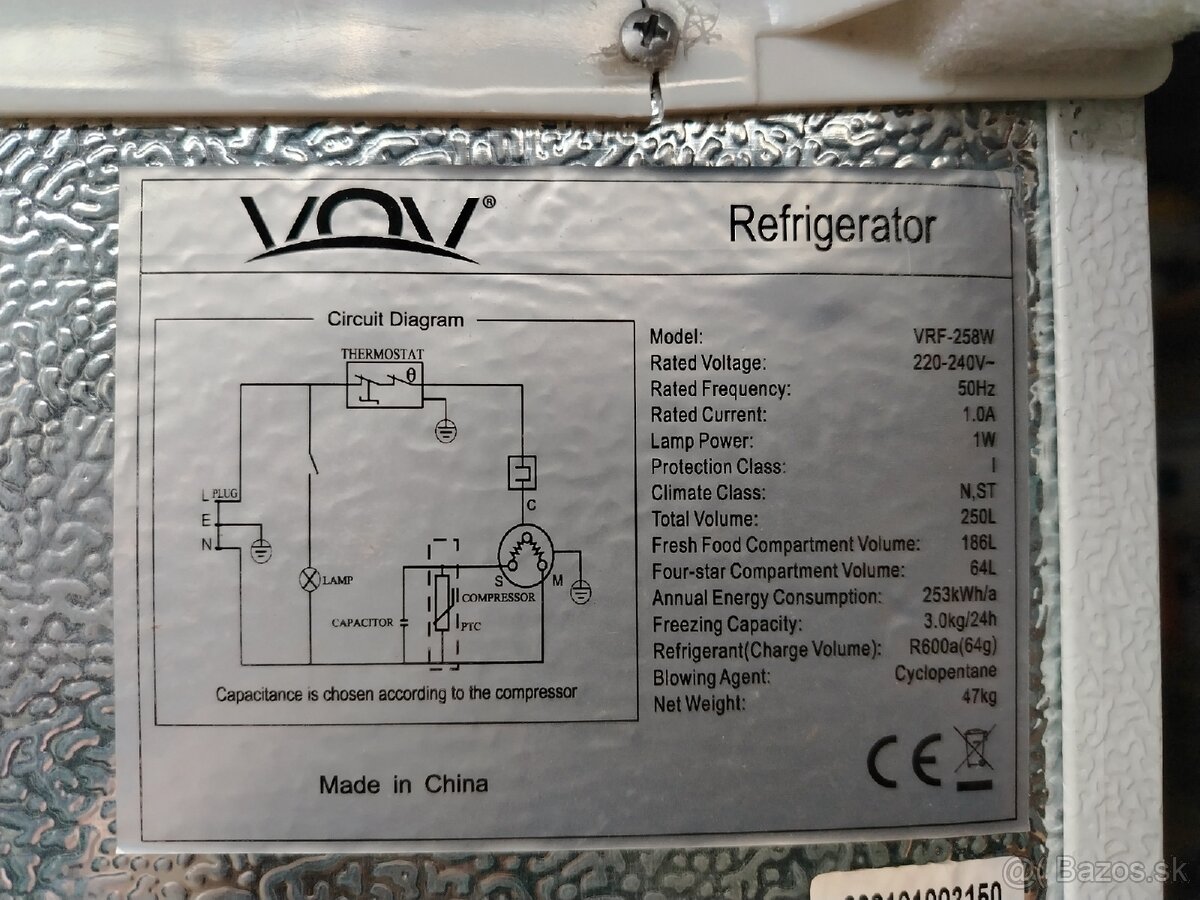 VOV®
Refrigerator
Circuit Diagram
THERMOSTAT
θ
L PLUG
E
N
C
S
M
LAMP
COMPRESSOR
CAPACITOR
PTC
Capacitance is chosen according to the compressor
Model: VRF-258W
Rated Voltage: 220-240V~
Rated Frequency: 50Hz
Rated Current: 1.0A
Lamp Power: 1W
Protection Class: I
Climate Class: N,ST
Total Volume: 250L
Fresh Food Compartment Volume: 186L
Four-star Compartment Volume: 64L
Annual Energy Consumption: 253kWh/a
Freezing Capacity: 3.0kg/24h
Refrigerant(Charge Volume): R600a(64g)
Blowing Agent: Cyclopentane
Net Weight: 47kg
Made in China
CE
@ Bazos.sk